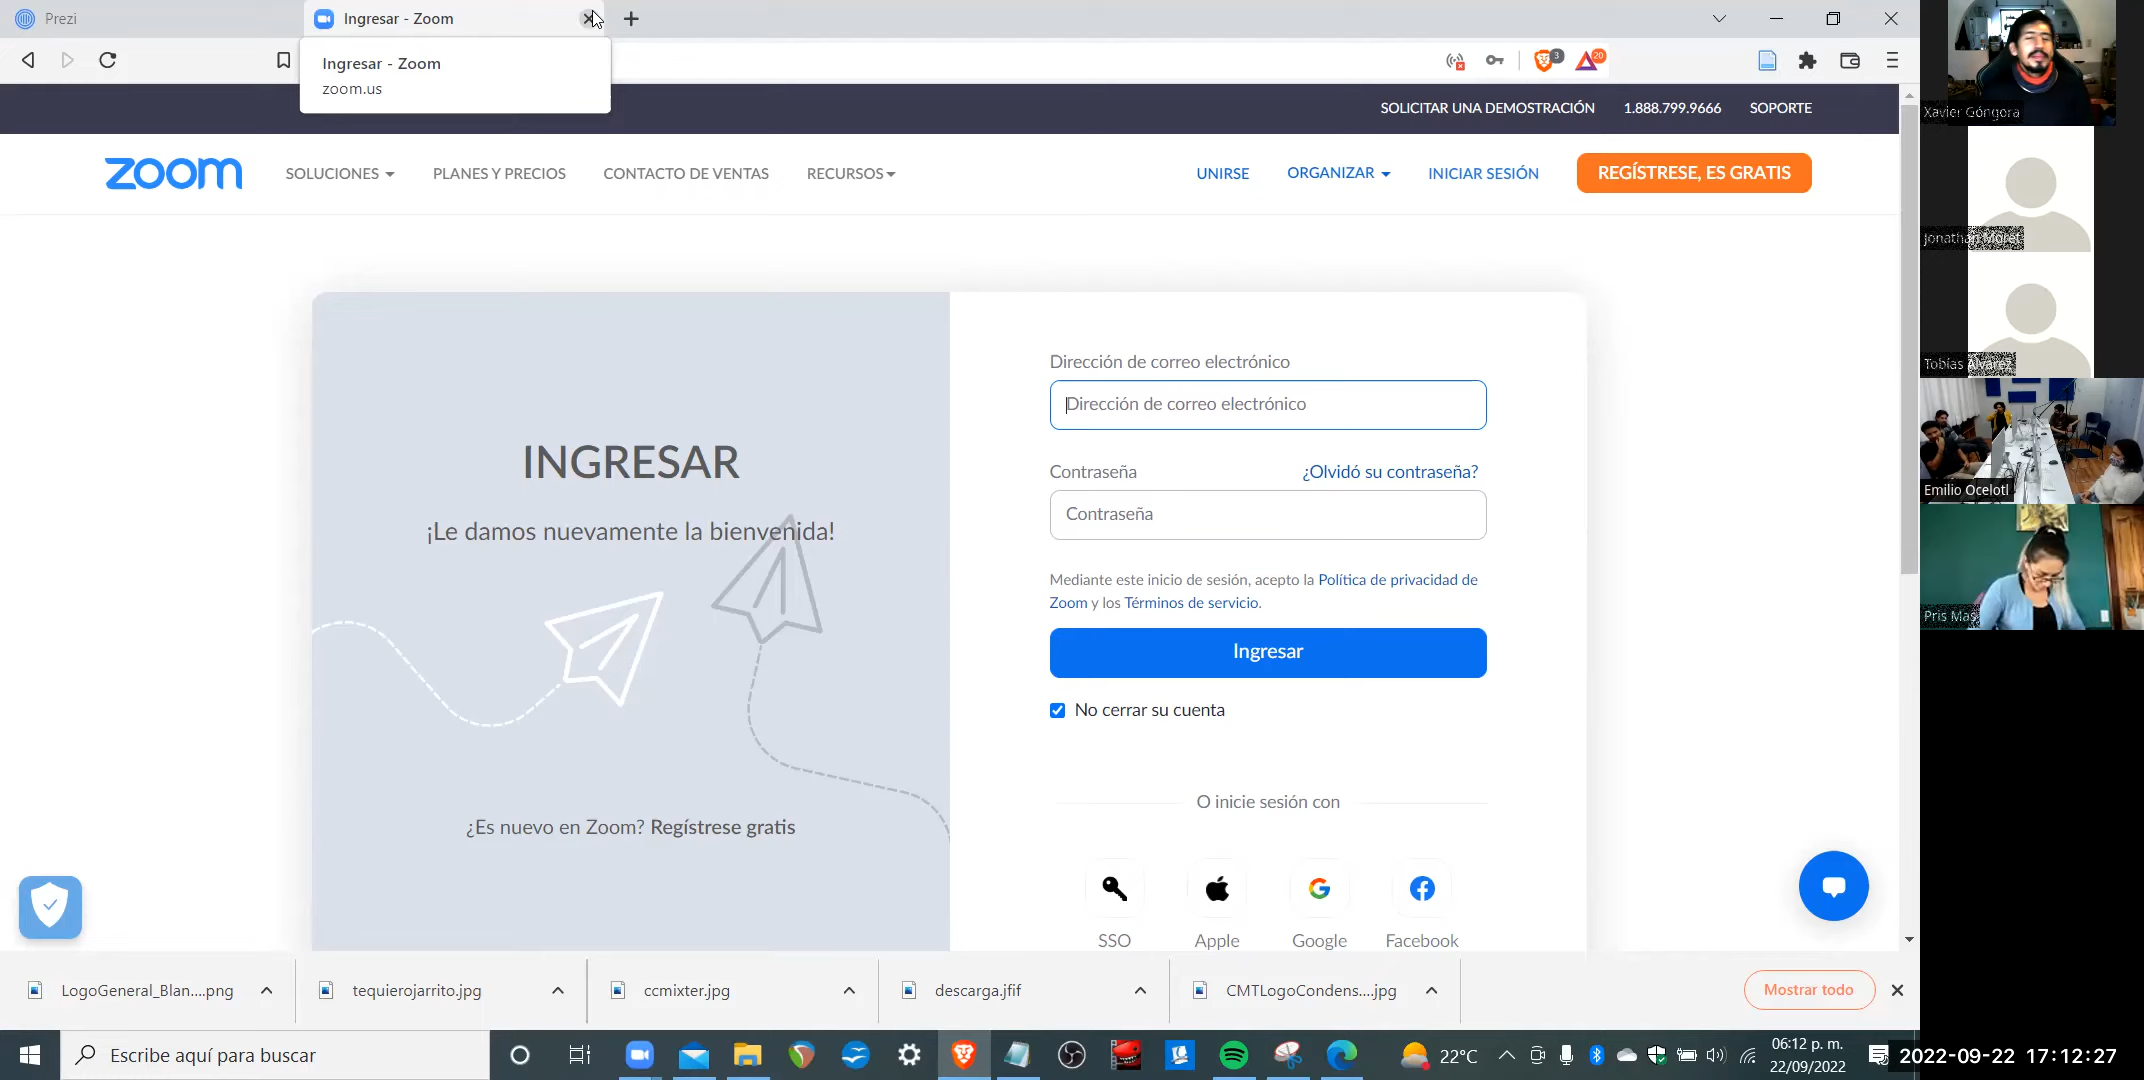 Prezi
Ingresar - Zoom
Ingresar - Zoom
zoom.us
3
20
SOLICITAR UNA DEMOSTRACIÓN
1.888.799.9666
SOPORTE
zoom
SOLUCIONES
PLANES Y PRECIOS
CONTACTO DE VENTAS
RECURSOS
UNIRSE
ORGANIZAR
INICIAR SESIÓN
REGÍSTRESE, ES GRATIS
INGRESAR
¡Le damos nuevamente la bienvenida!
¿Es nuevo en Zoom? Regístrese gratis
Dirección de correo electrónico
Dirección de correo electrónico
Contraseña
¿Olvidó su contraseña?
Contraseña
Mediante este inicio de sesión, acepto la Política de privacidad de
Zoom y los Términos de servicio.
Ingresar
No cerrar su cuenta
O inicie sesión con
SSO
Apple
Google
Facebook
Xavier Góngora
Jonathan Moret
Tobías Álvarez
Emilio Ocelotl
Pris Mas
LogoGeneral_Blan....png
tequierojarrito.jpg
ccmixter.jpg
descarga.jfif
CMTLogoCondens....jpg
Mostrar todo
Escribe aquí para buscar
22°C
06:12 p. m.
22/09/2022
2022-09-22 17:12:27